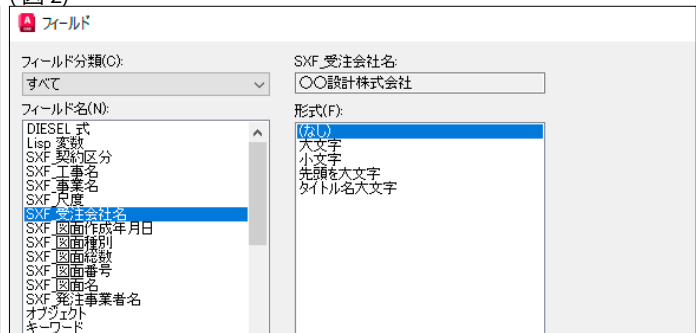 (図2)
フィールド
フィールド分類(C):
すべて
フィールド名(N):
DIESEL 式
Lisp 変数
SXF_契約区分
SXF_工事名
SXF_事業名
SXF_尺度
SXF_受注会社名
SXF_図面作成年月日
SXF_図面種別
SXF_図面総数
SXF_図面番号
SXF_図面名
SXF_発注事業者名
オブジェクト
キーワード
SXF_受注会社名:
〇〇設計株式会社
形式(F):
(なし)
大文字
小文字
先頭を大文字
タイトル名大文字